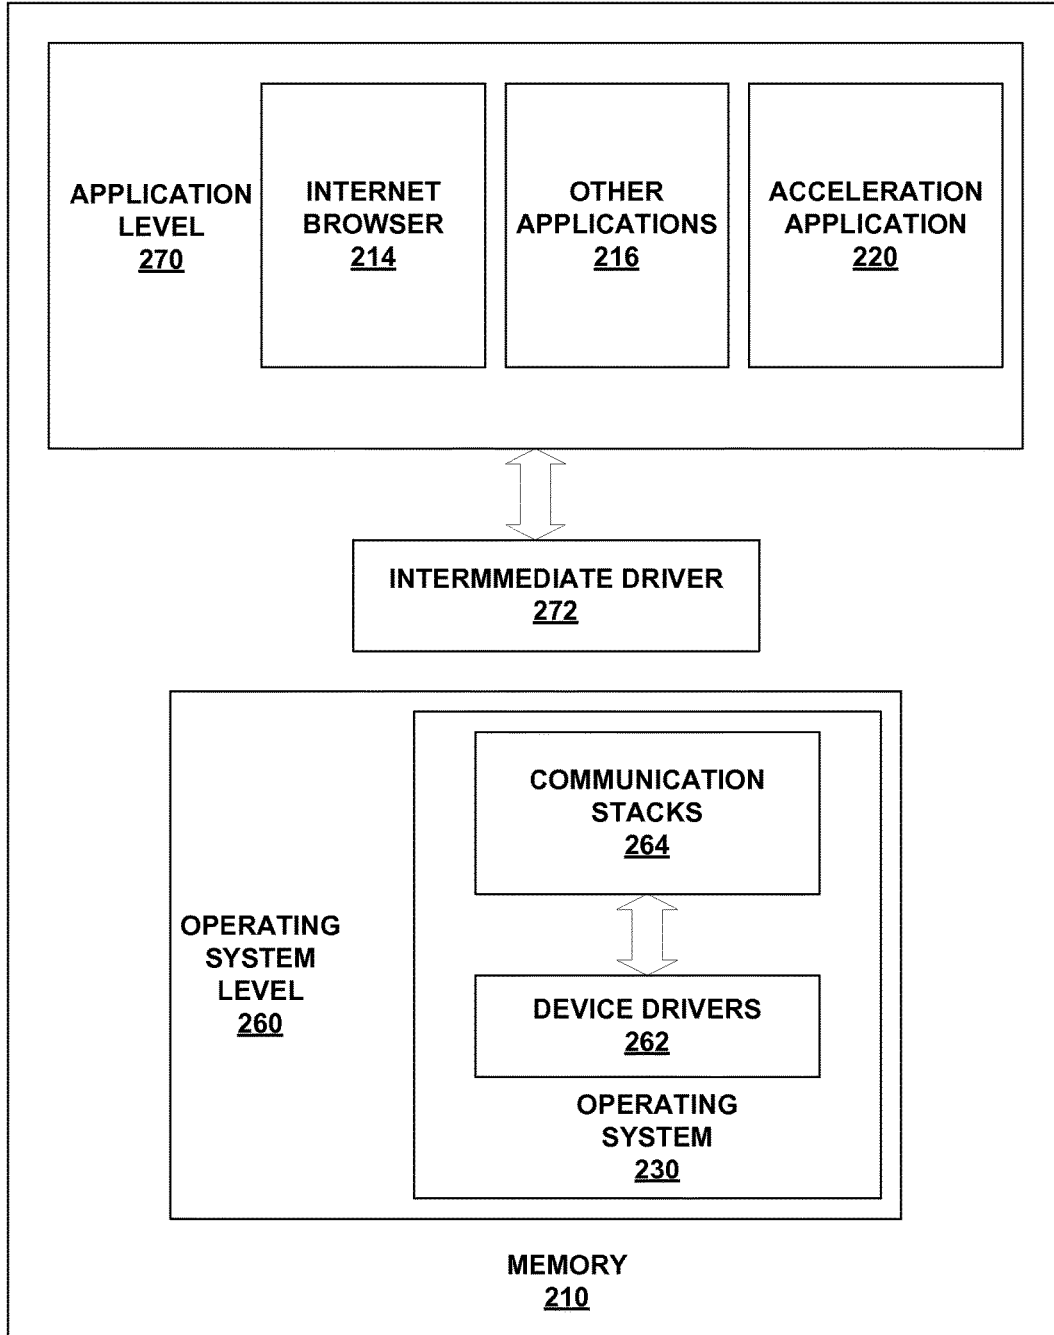 APPLICATION
LEVEL
270
INTERNET
BROWSER
214
OTHER
APPLICATIONS
216
ACCELERATION
APPLICATION
220
INTERMMEDIATE DRIVER
272
OPERATING
SYSTEM
LEVEL
260
COMMUNICATION
STACKS
264
DEVICE DRIVERS
262
OPERATING
SYSTEM
230
MEMORY
210